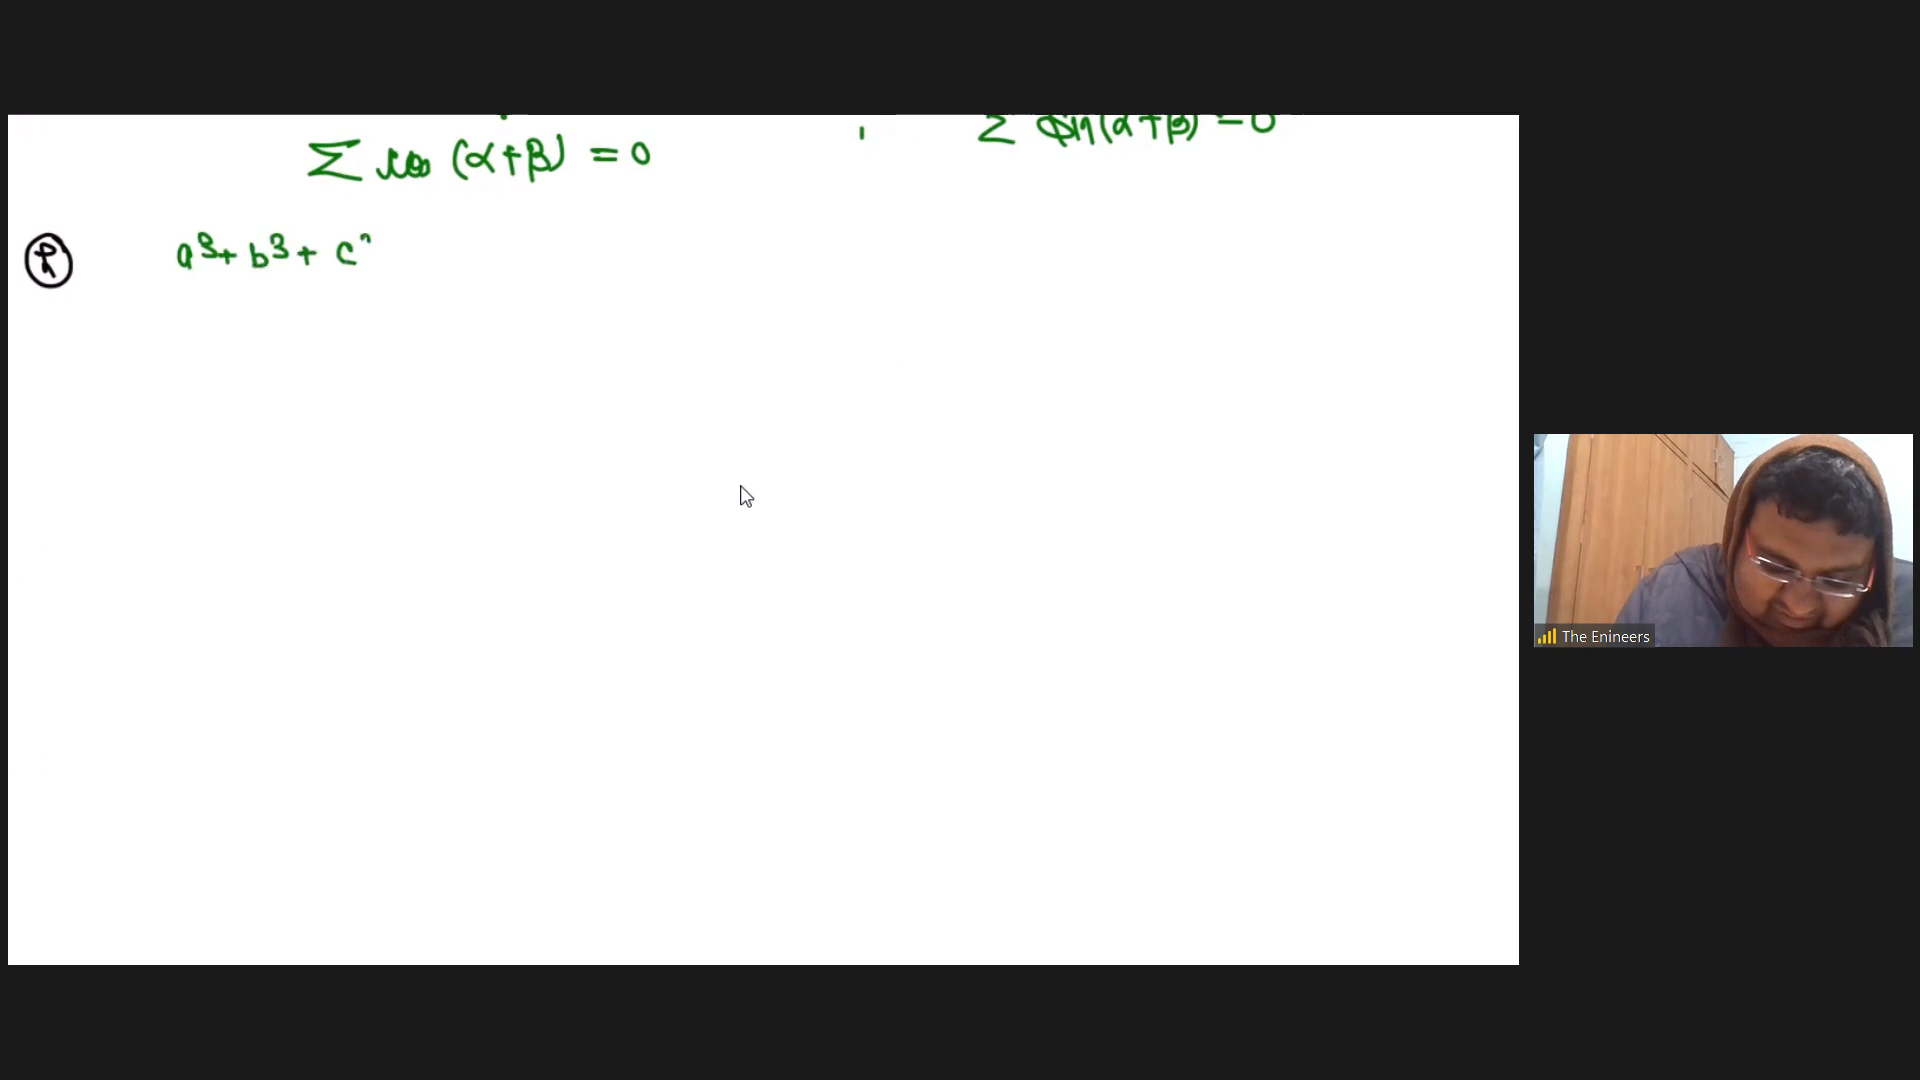 Σ cos (α+β) = 0 , Σ sin(α+β) = 0
R a³ + b³ + c
The Enineers